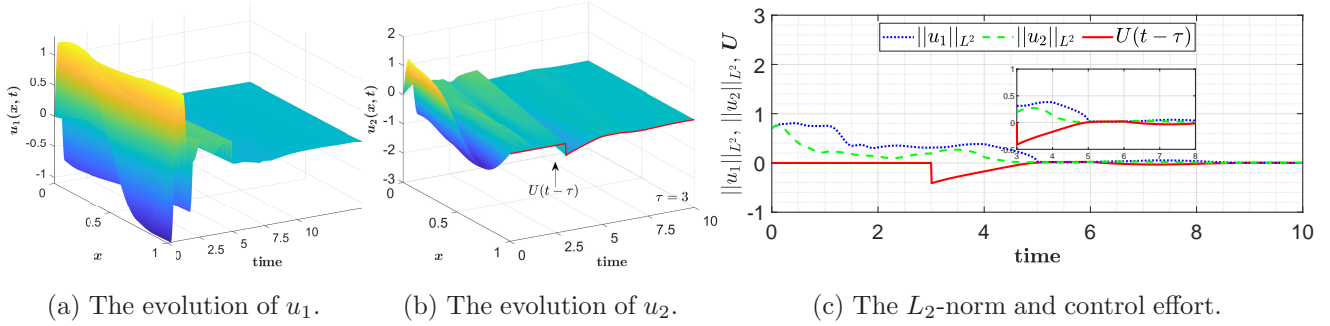 1
0.5
0
-0.5
-1
u₁(x, t)
0
0.5
1
x
0
2.5
5
7.5
10
time
2
1
0
-1
-2
-3
u₂(x, t)
0
0.5
1
x
0
2.5
5
7.5
10
time
U(t − τ)
τ = 3
3
2
1
0
-1
||u₁||_{L²}, ||u₂||_{L²}, U
||u₁||_{L²} ||u₂||_{L²} U(t − τ)
1
0.5
0
-0.5
3 4 5 6 7 8
0 2 4 6 8 10
time
(a) The evolution of u₁. (b) The evolution of u₂. (c) The L₂-norm and control effort.